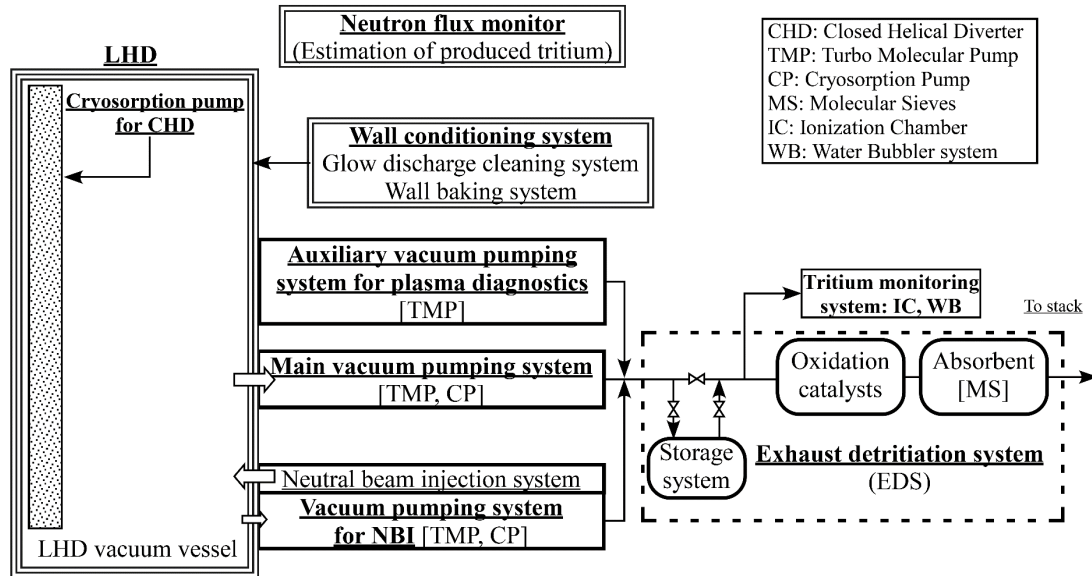 Neutron flux monitor
(Estimation of produced tritium)
CHD: Closed Helical Diverter
TMP: Turbo Molecular Pump
CP: Cryosorption Pump
MS: Molecular Sieves
IC: Ionization Chamber
WB: Water Bubbler system
LHD
Cryosorption pump
for CHD
Wall conditioning system
Glow discharge cleaning system
Wall baking system
Auxiliary vacuum pumping
system for plasma diagnostics
[TMP]
Tritium monitoring
system: IC, WB
To stack
Main vacuum pumping system
[TMP, CP]
Oxidation
catalysts
Absorbent
[MS]
Storage
system
Exhaust detritiation system
(EDS)
Neutral beam injection system
Vacuum pumping system
for NBI [TMP, CP]
LHD vacuum vessel